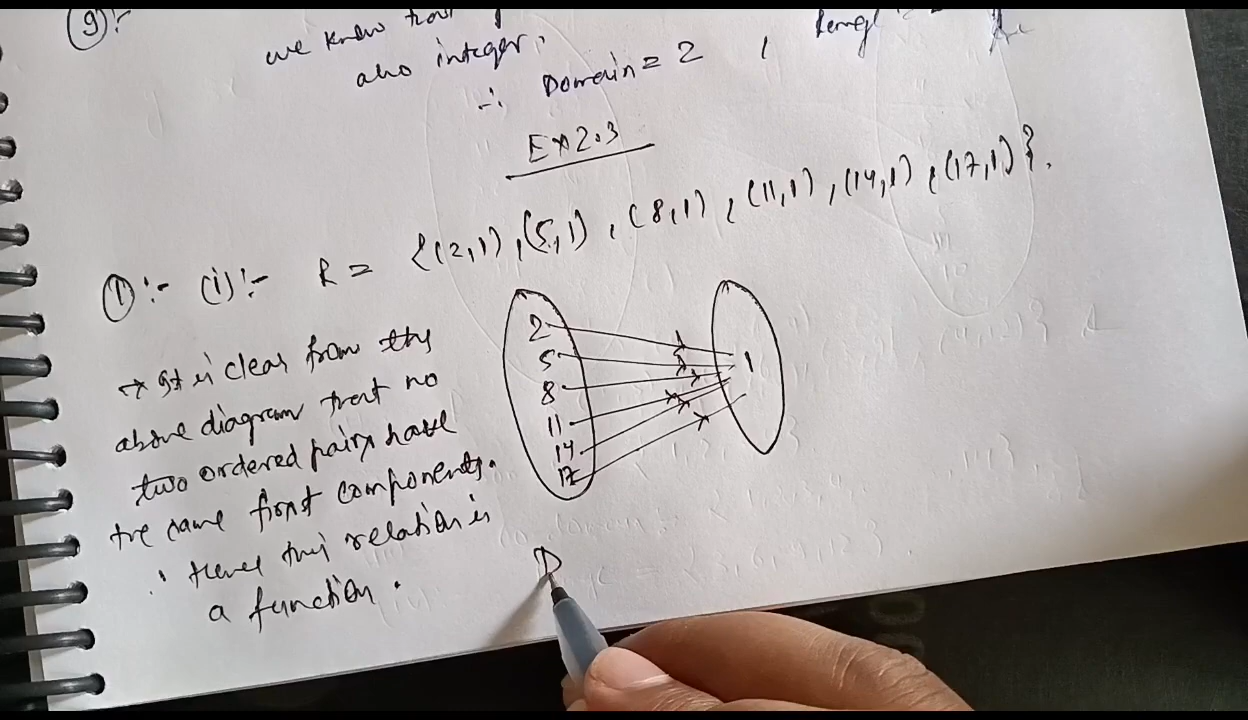 (9):-
we know that
also integer.
∴ Domain = Z ,
Ex 2.3
(1):- (i):- R = {(2,1), (5,1), (8,1), (11,1), (14,1), (17,1)}.
2
5
8
11
14
17
1
→ It is clear from the
above diagram that no
two ordered pairs have
the same first components.
∴ Hence this relation is
a function.
D